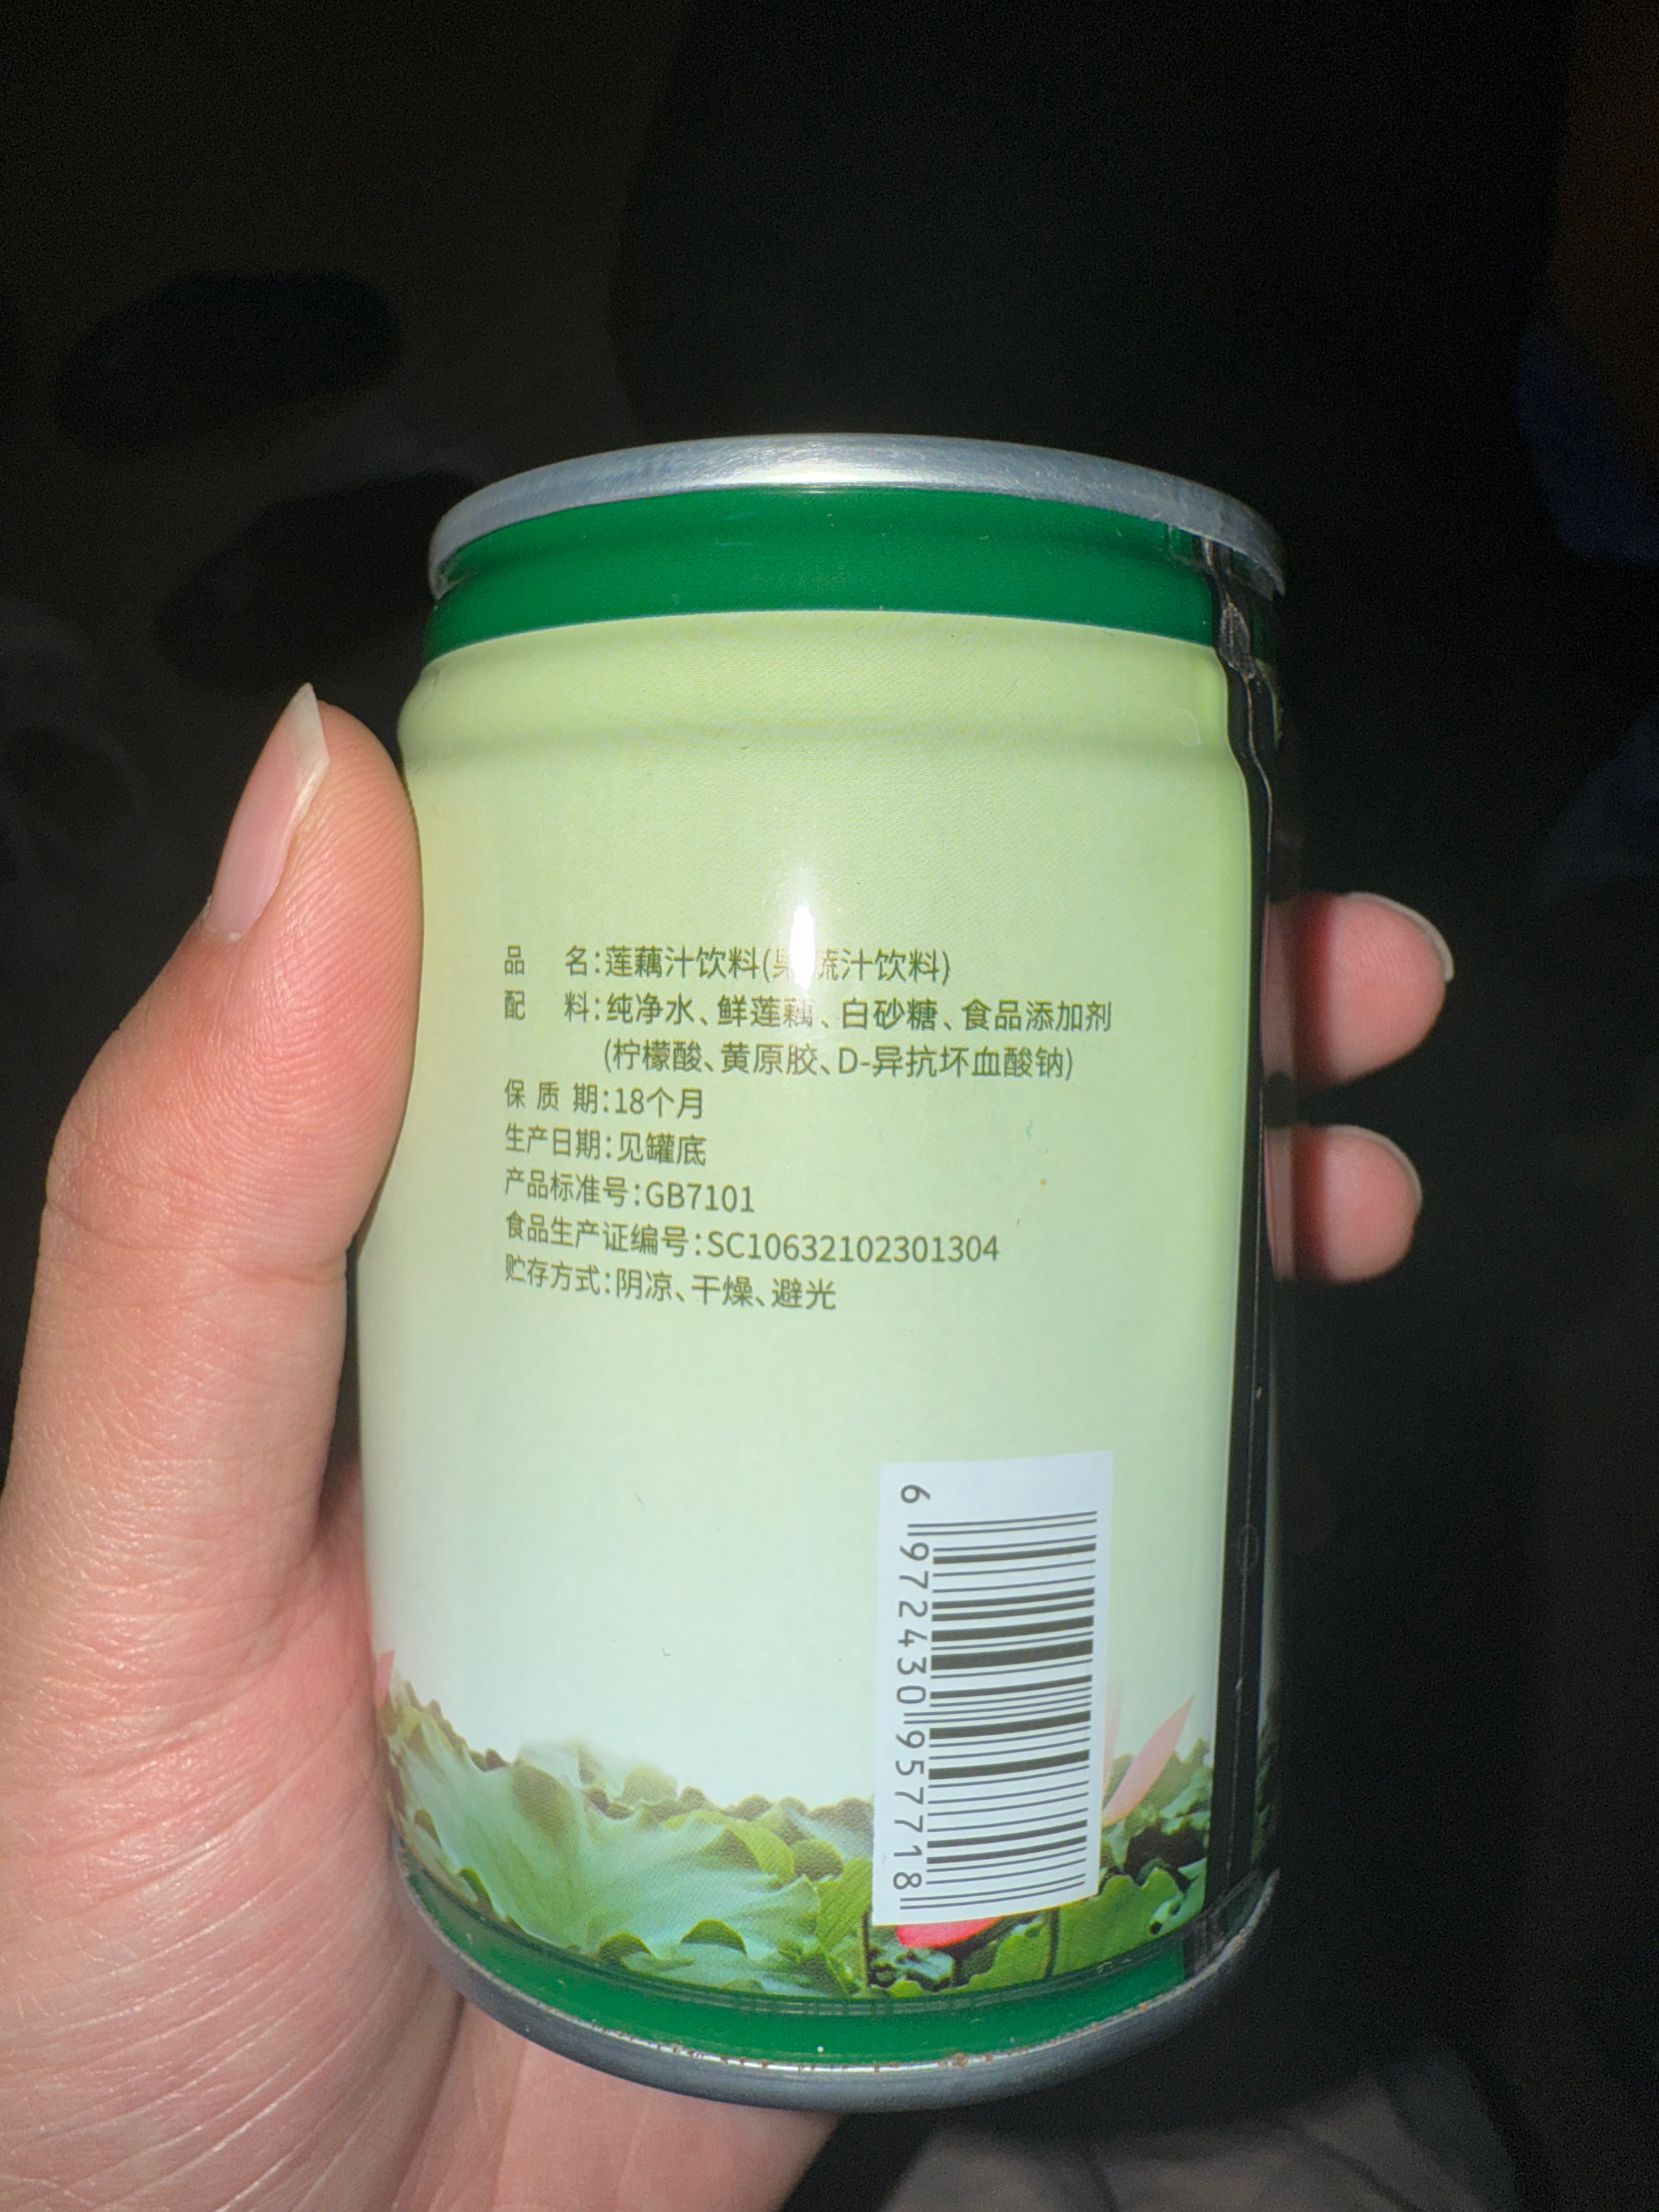 品 名:莲藕汁饮料(果蔬汁饮料)
配 料:纯净水、鲜莲藕、白砂糖、食品添加剂
(柠檬酸、黄原胶、D-异抗坏血酸钠)
保 质 期:18个月
生产日期:见罐底
产品标准号:GB7101
食品生产证编号:SC10632102301304
贮存方式:阴凉、干燥、避光
6 972430 957718